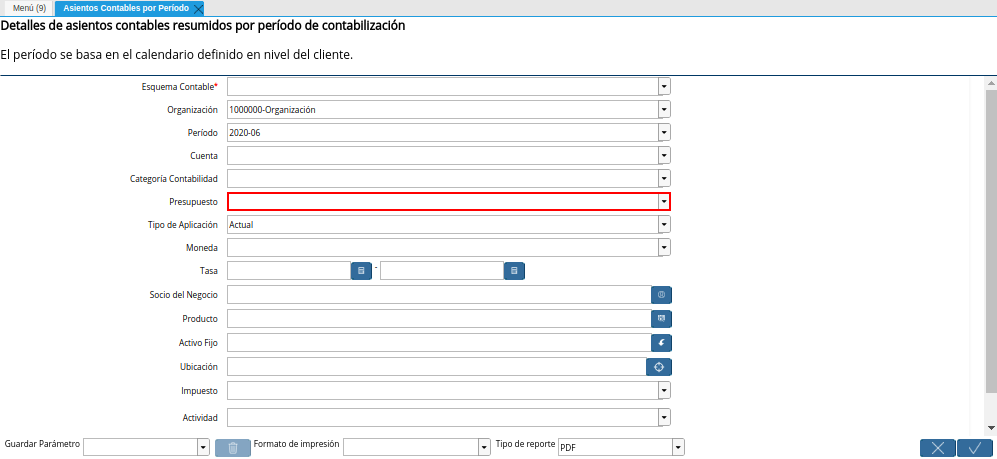 Menú (9)
Asientos Contables por Período
Detalles de asientos contables resumidos por período de contabilización
El período se basa en el calendario definido en nivel del cliente.
Esquema Contable*
Organización 1000000-Organización
Período 2020-06
Cuenta
Categoría Contabilidad
Presupuesto
Tipo de Aplicación Actual
Moneda
Tasa -
Socio del Negocio
Producto
Activo Fijo
Ubicación
Impuesto
Actividad
Guardar Parámetro Formato de impresión Tipo de reporte PDF